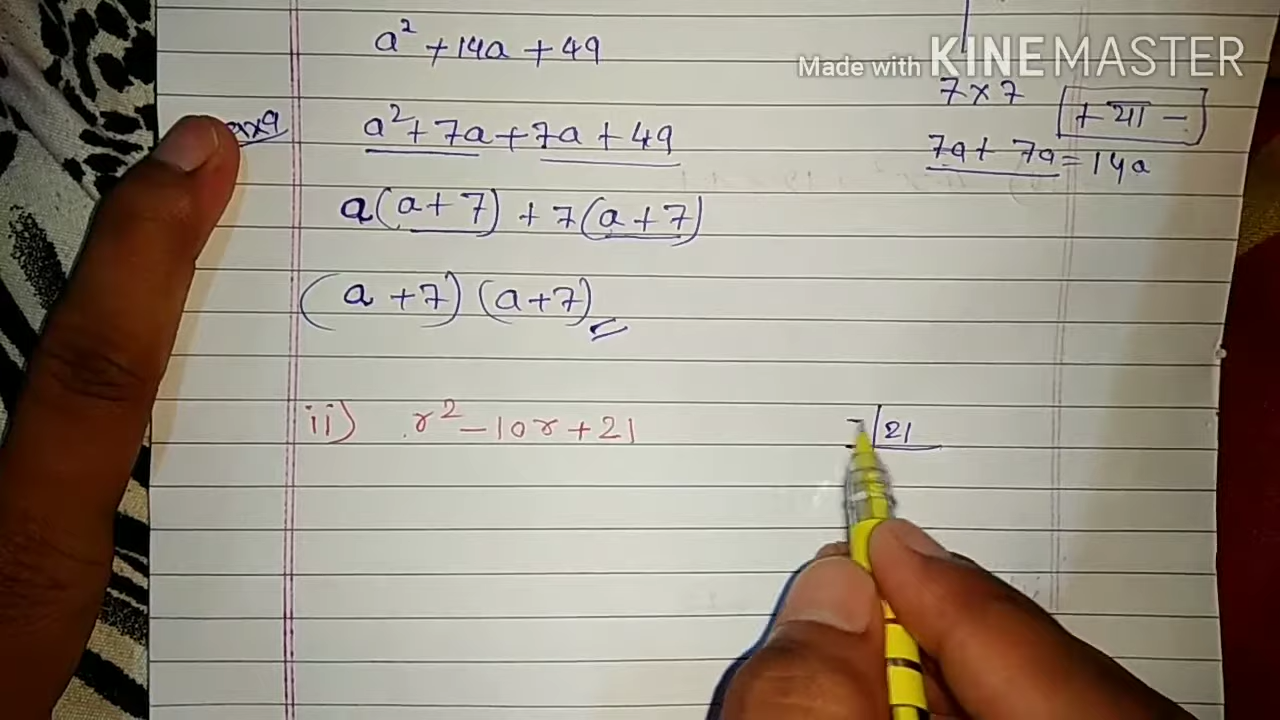 a² + 14a + 49
Made with KINEMASTER
7 × 7
+ या −
a² + 7a + 7a + 49
7a + 7a = 14a
a(a + 7) + 7(a + 7)
(a + 7) (a + 7)
ii) r² − 10r + 21
21